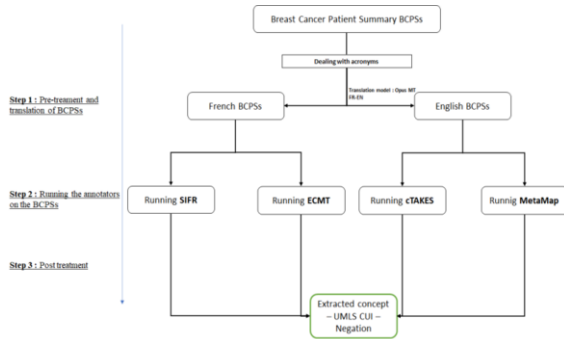 Breast Cancer Patient Summary BCPSs
Dealing with acronyms
Translation model : Opus MT
FR-EN
Step 1 : Pre-treament and
translation of BCPSs
French BCPSs
English BCPSs
Step 2 : Running the annotators
on the BCPSs
Running SIFR
Running ECMT
Running cTAKES
Runnig MetaMap
Step 3 : Post treatment
Extracted concept
– UMLS CUI –
Negation